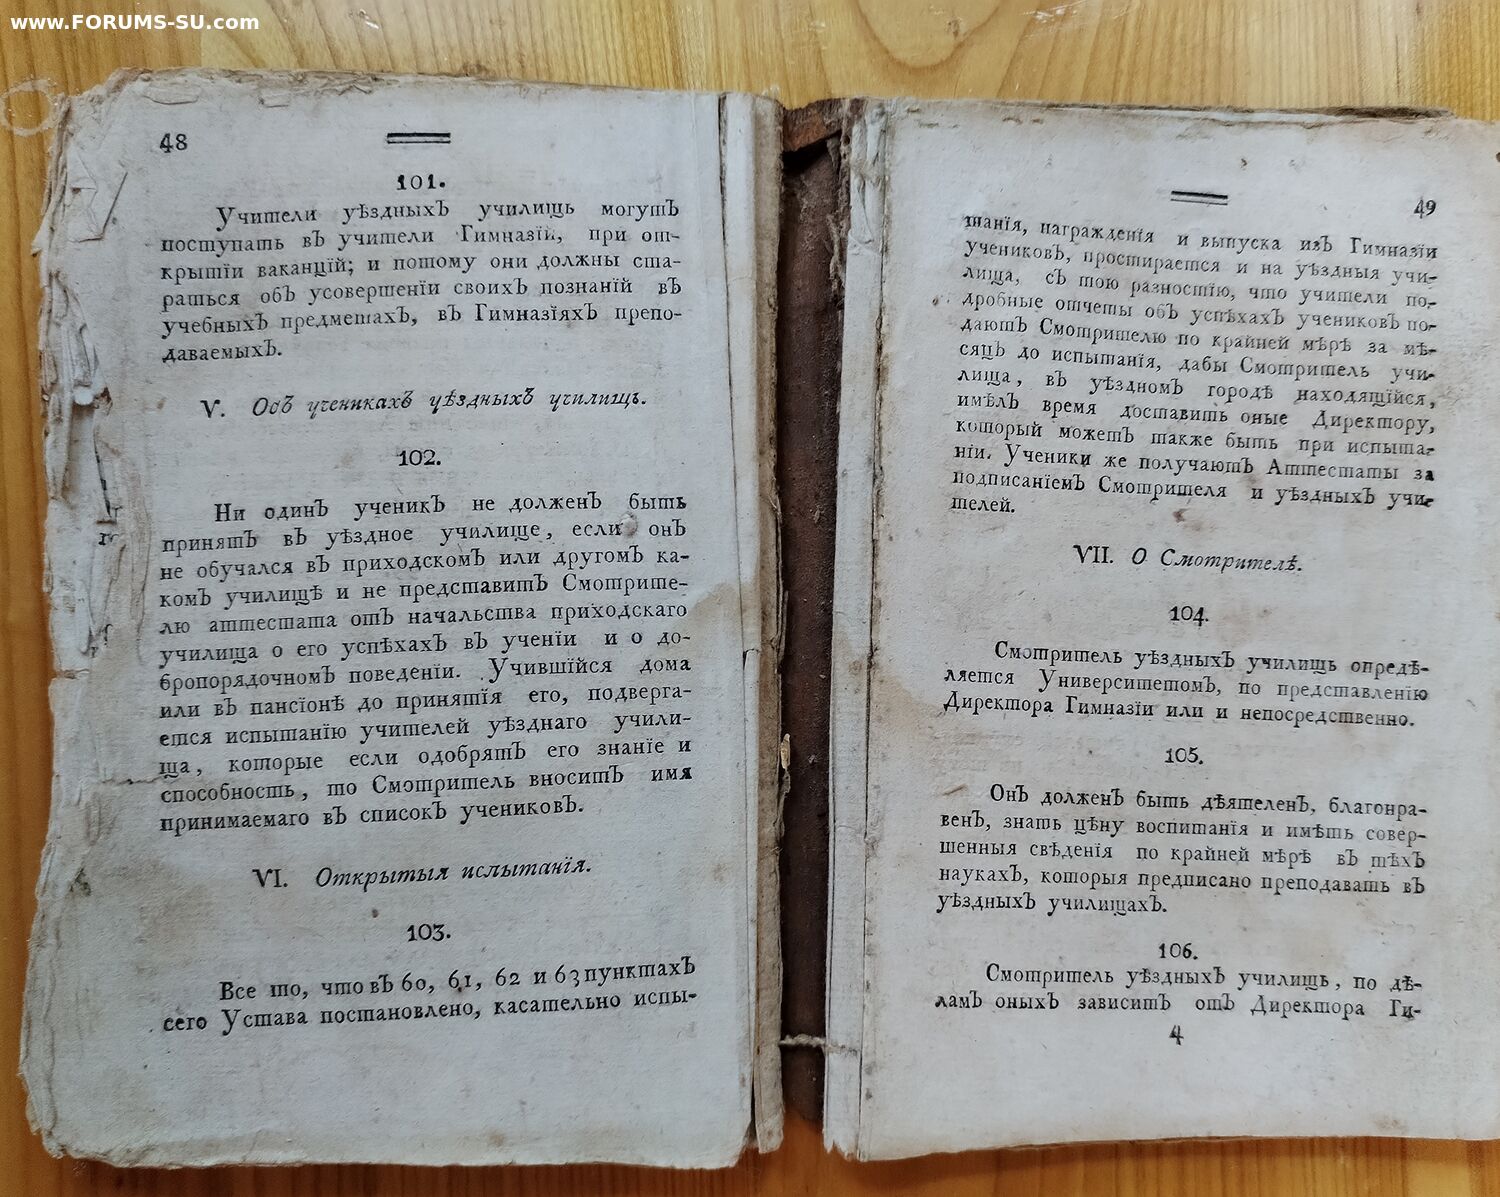 www.FORUMS-SU.com
48
101.
Учители уѣздныхъ училищь могутъ
поступать въ учители Гимназіи, при от-
крытіи ваканцій; и потому они должны ста-
раться объ усовершеніи своихъ познаній въ
учебныхъ предметахъ, въ Гимназіяхъ препо-
даваемыхъ.
V. Объ ученикахъ уѣздныхъ училищь.
102.
Ни одинъ ученикъ не долженъ быть
принятъ въ уѣздное училище, если онъ
не обучался въ приходскомъ или другомъ ка-
комъ училищѣ и не представитъ Смотрите-
лю аттестата отъ начальства приходскаго
училища о его успѣхахъ въ ученіи и о до-
бропорядочномъ поведеніи. Учившійся дома
или въ пансіонѣ до принятія его, подверга-
ется испытанію учителей уѣзднаго учили-
ща, которые если одобрятъ его знаніе и
способность, то Смотритель вноситъ имя
принимаемаго въ списокъ учениковъ.
VI. Открытыя испытанія.
103.
Все то, что въ 60, 61, 62 и 63 пунктахъ
сего Устава постановлено, касательно испы-
49
танія, награжденія и выпуска изъ Гимназіи
учениковъ, простирается и на уѣздныя учи-
лища, съ тою разностію, что учители по-
дробные отчеты объ успѣхахъ учениковъ по-
даютъ Смотрителю по крайней мѣрѣ за мѣ-
сяцъ до испытанія, дабы Смотритель учи-
лища, въ уѣздномъ городѣ находящійся,
имѣлъ время доставить оные Директору,
который можетъ также быть при испыта-
ніи. Ученики же получаютъ Аттестаты за
подписаніемъ Смотрителя и уѣздныхъ учи-
телей.
VII. О Смотрителѣ.
104.
Смотритель уѣздныхъ училищь опредѣ-
ляется Университетомъ, по представленію
Директора Гимназіи или и непосредственно.
105.
Онъ долженъ быть дѣятеленъ, благонра-
венъ, знать цѣну воспитанія и имѣть совер-
шенныя свѣденія по крайней мѣрѣ въ тѣхъ
наукахъ, которыя предписано преподавать въ
уѣздныхъ училищахъ.
106.
Смотритель уѣздныхъ училищь, по дѣ-
ламъ оныхъ зависитъ отъ Директора Ги-
4